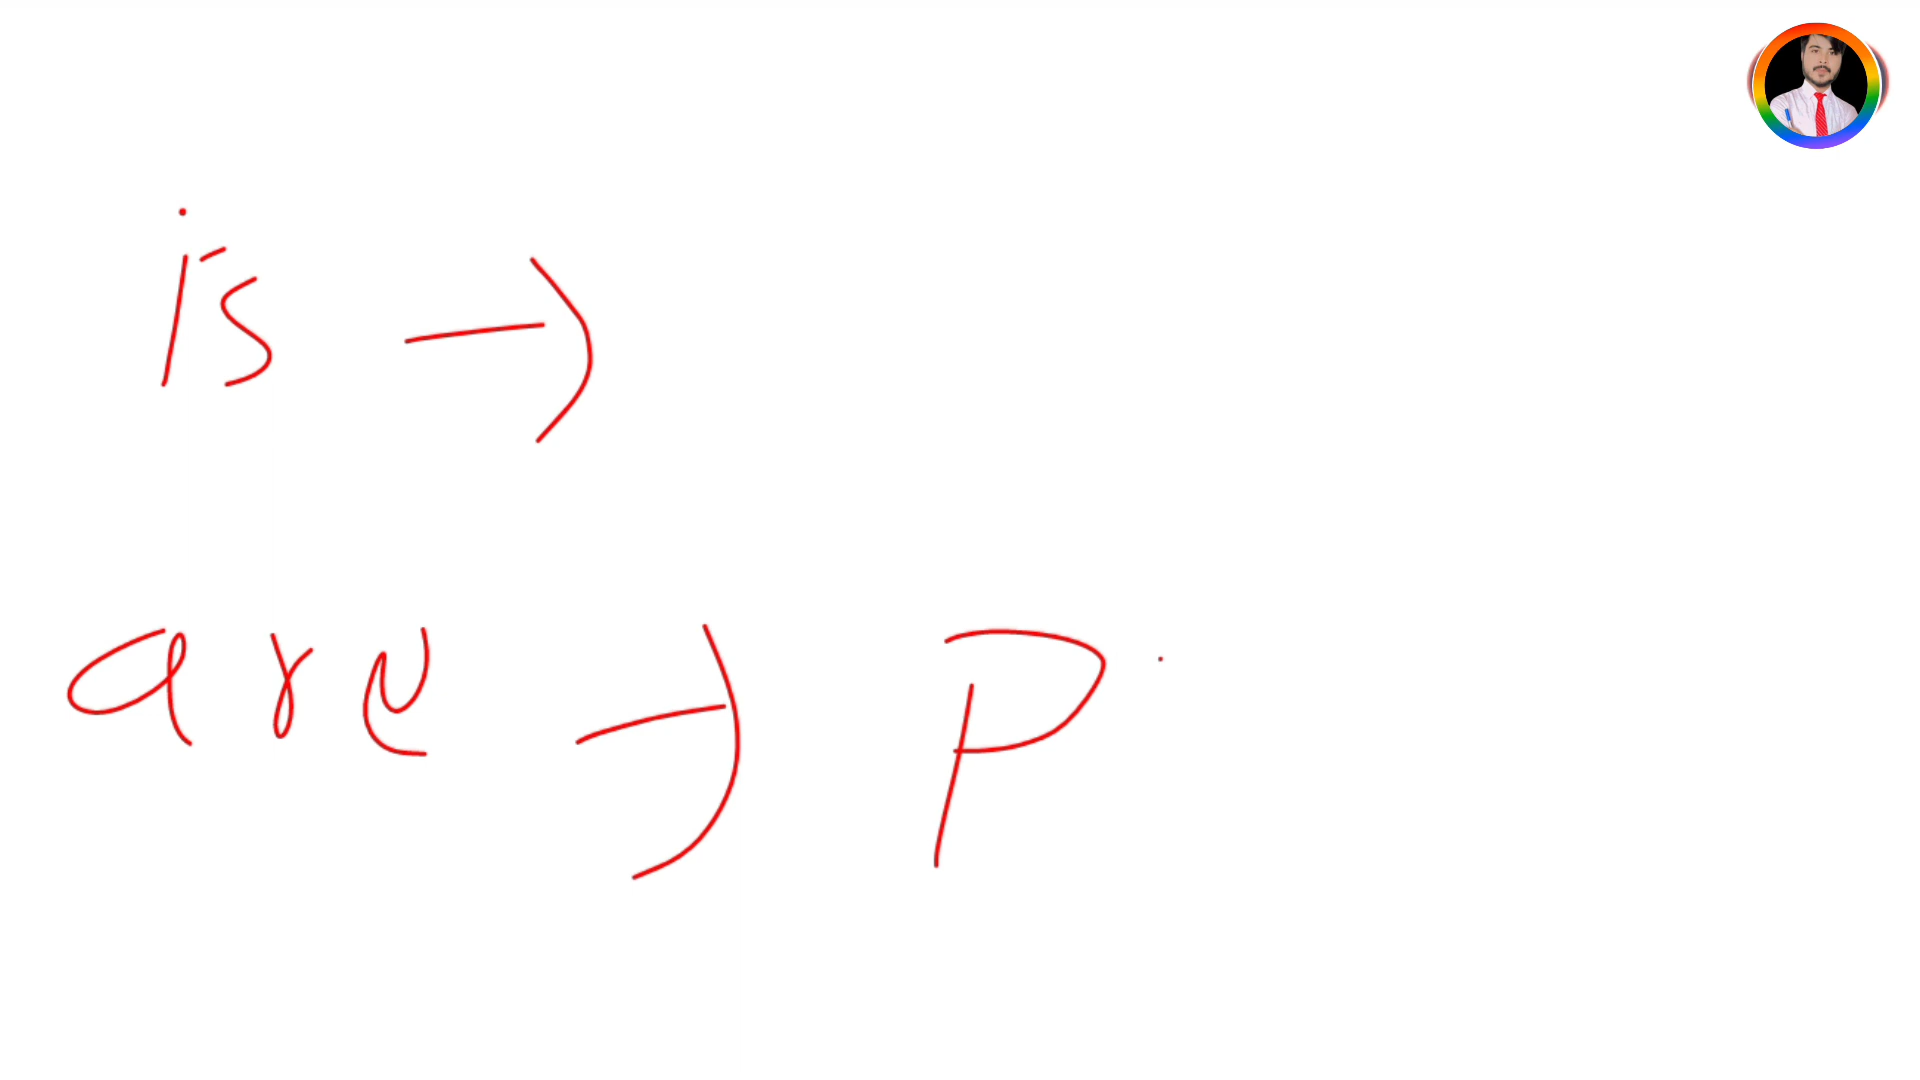 is →
are → P